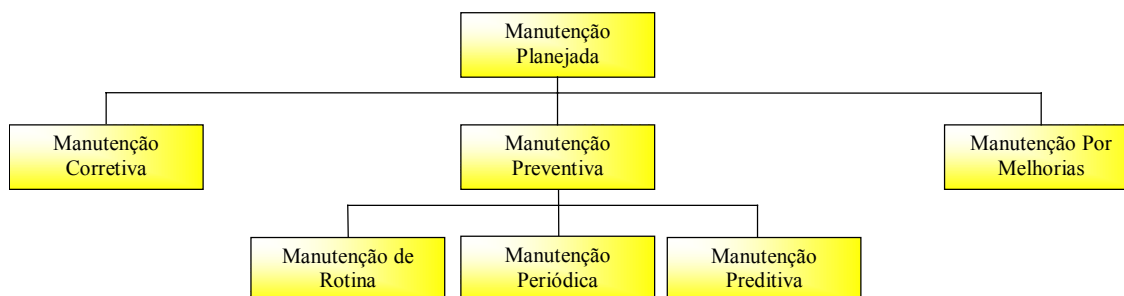 Manutenção
Planejada
Manutenção
Corretiva
Manutenção
Preventiva
Manutenção Por
Melhorias
Manutenção de
Rotina
Manutenção
Periódica
Manutenção
Preditiva